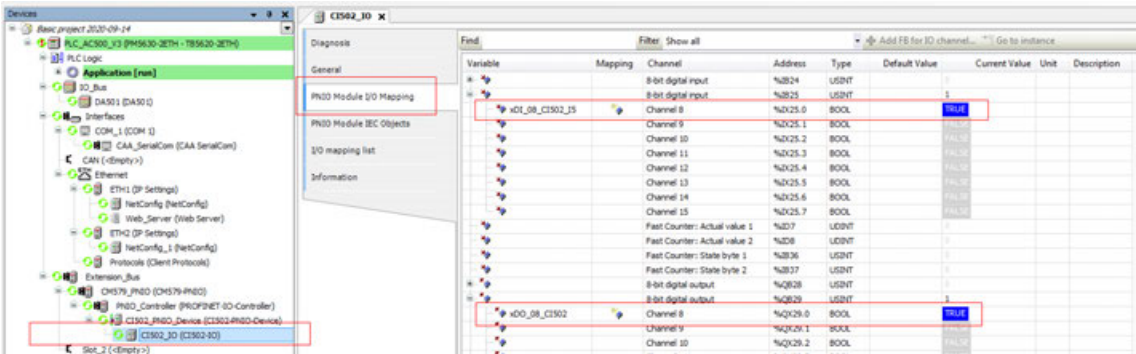 Devices
Basic project 2020-09-14
PLC_AC500_V3 (PM5630-2ETH - TB5620-2ETH)
PLC Logic
Application [run]
IO_Bus
DA501 (DA501)
Interfaces
COM_1 (COM 1)
CAA_SerialCom (CAA SerialCom)
CAN (<Empty>)
Ethernet
ETH1 (IP Settings)
NetConfig (NetConfig)
Web_Server (Web Server)
ETH2 (IP Settings)
NetConfig_1 (NetConfig)
Protocols (Client Protocols)
Extension_Bus
CM579_PNIO (CM579-PNIO)
PNIO_Controller (PROFINET-IO-Controller)
CI502_PNIO_Device (CI502-PNIO-Device)
CI502_IO (CI502-IO)
Slot_2 (<Empty>)
CI502_IO X
Diagnosis
General
PNIO Module I/O Mapping
PNIO Module IEC Objects
I/O mapping list
Information
Find Filter Show all Add FB for IO channel... Go to instance
Variable Mapping Channel Address Type Default Value Current Value Unit Description
8-bit digital input %IB24 USINT
8-bit digital input %IB25 USINT 1
xDI_08_CI502_I5 Channel 8 %IX25.0 BOOL TRUE
Channel 9 %IX25.1 BOOL FALSE
Channel 10 %IX25.2 BOOL FALSE
Channel 11 %IX25.3 BOOL FALSE
Channel 12 %IX25.4 BOOL FALSE
Channel 13 %IX25.5 BOOL FALSE
Channel 14 %IX25.6 BOOL FALSE
Channel 15 %IX25.7 BOOL FALSE
Fast Counter: Actual value 1 %ID7 UDINT
Fast Counter: Actual value 2 %ID8 UDINT
Fast Counter: State byte 1 %IB36 USINT
Fast Counter: State byte 2 %IB37 USINT
8-bit digital output %QB28 USINT
8-bit digital output %QB29 USINT 1
xDO_08_CI502 Channel 8 %QX29.0 BOOL TRUE
Channel 9 %QX29.1 BOOL FALSE
Channel 10 %QX29.2 BOOL FALSE